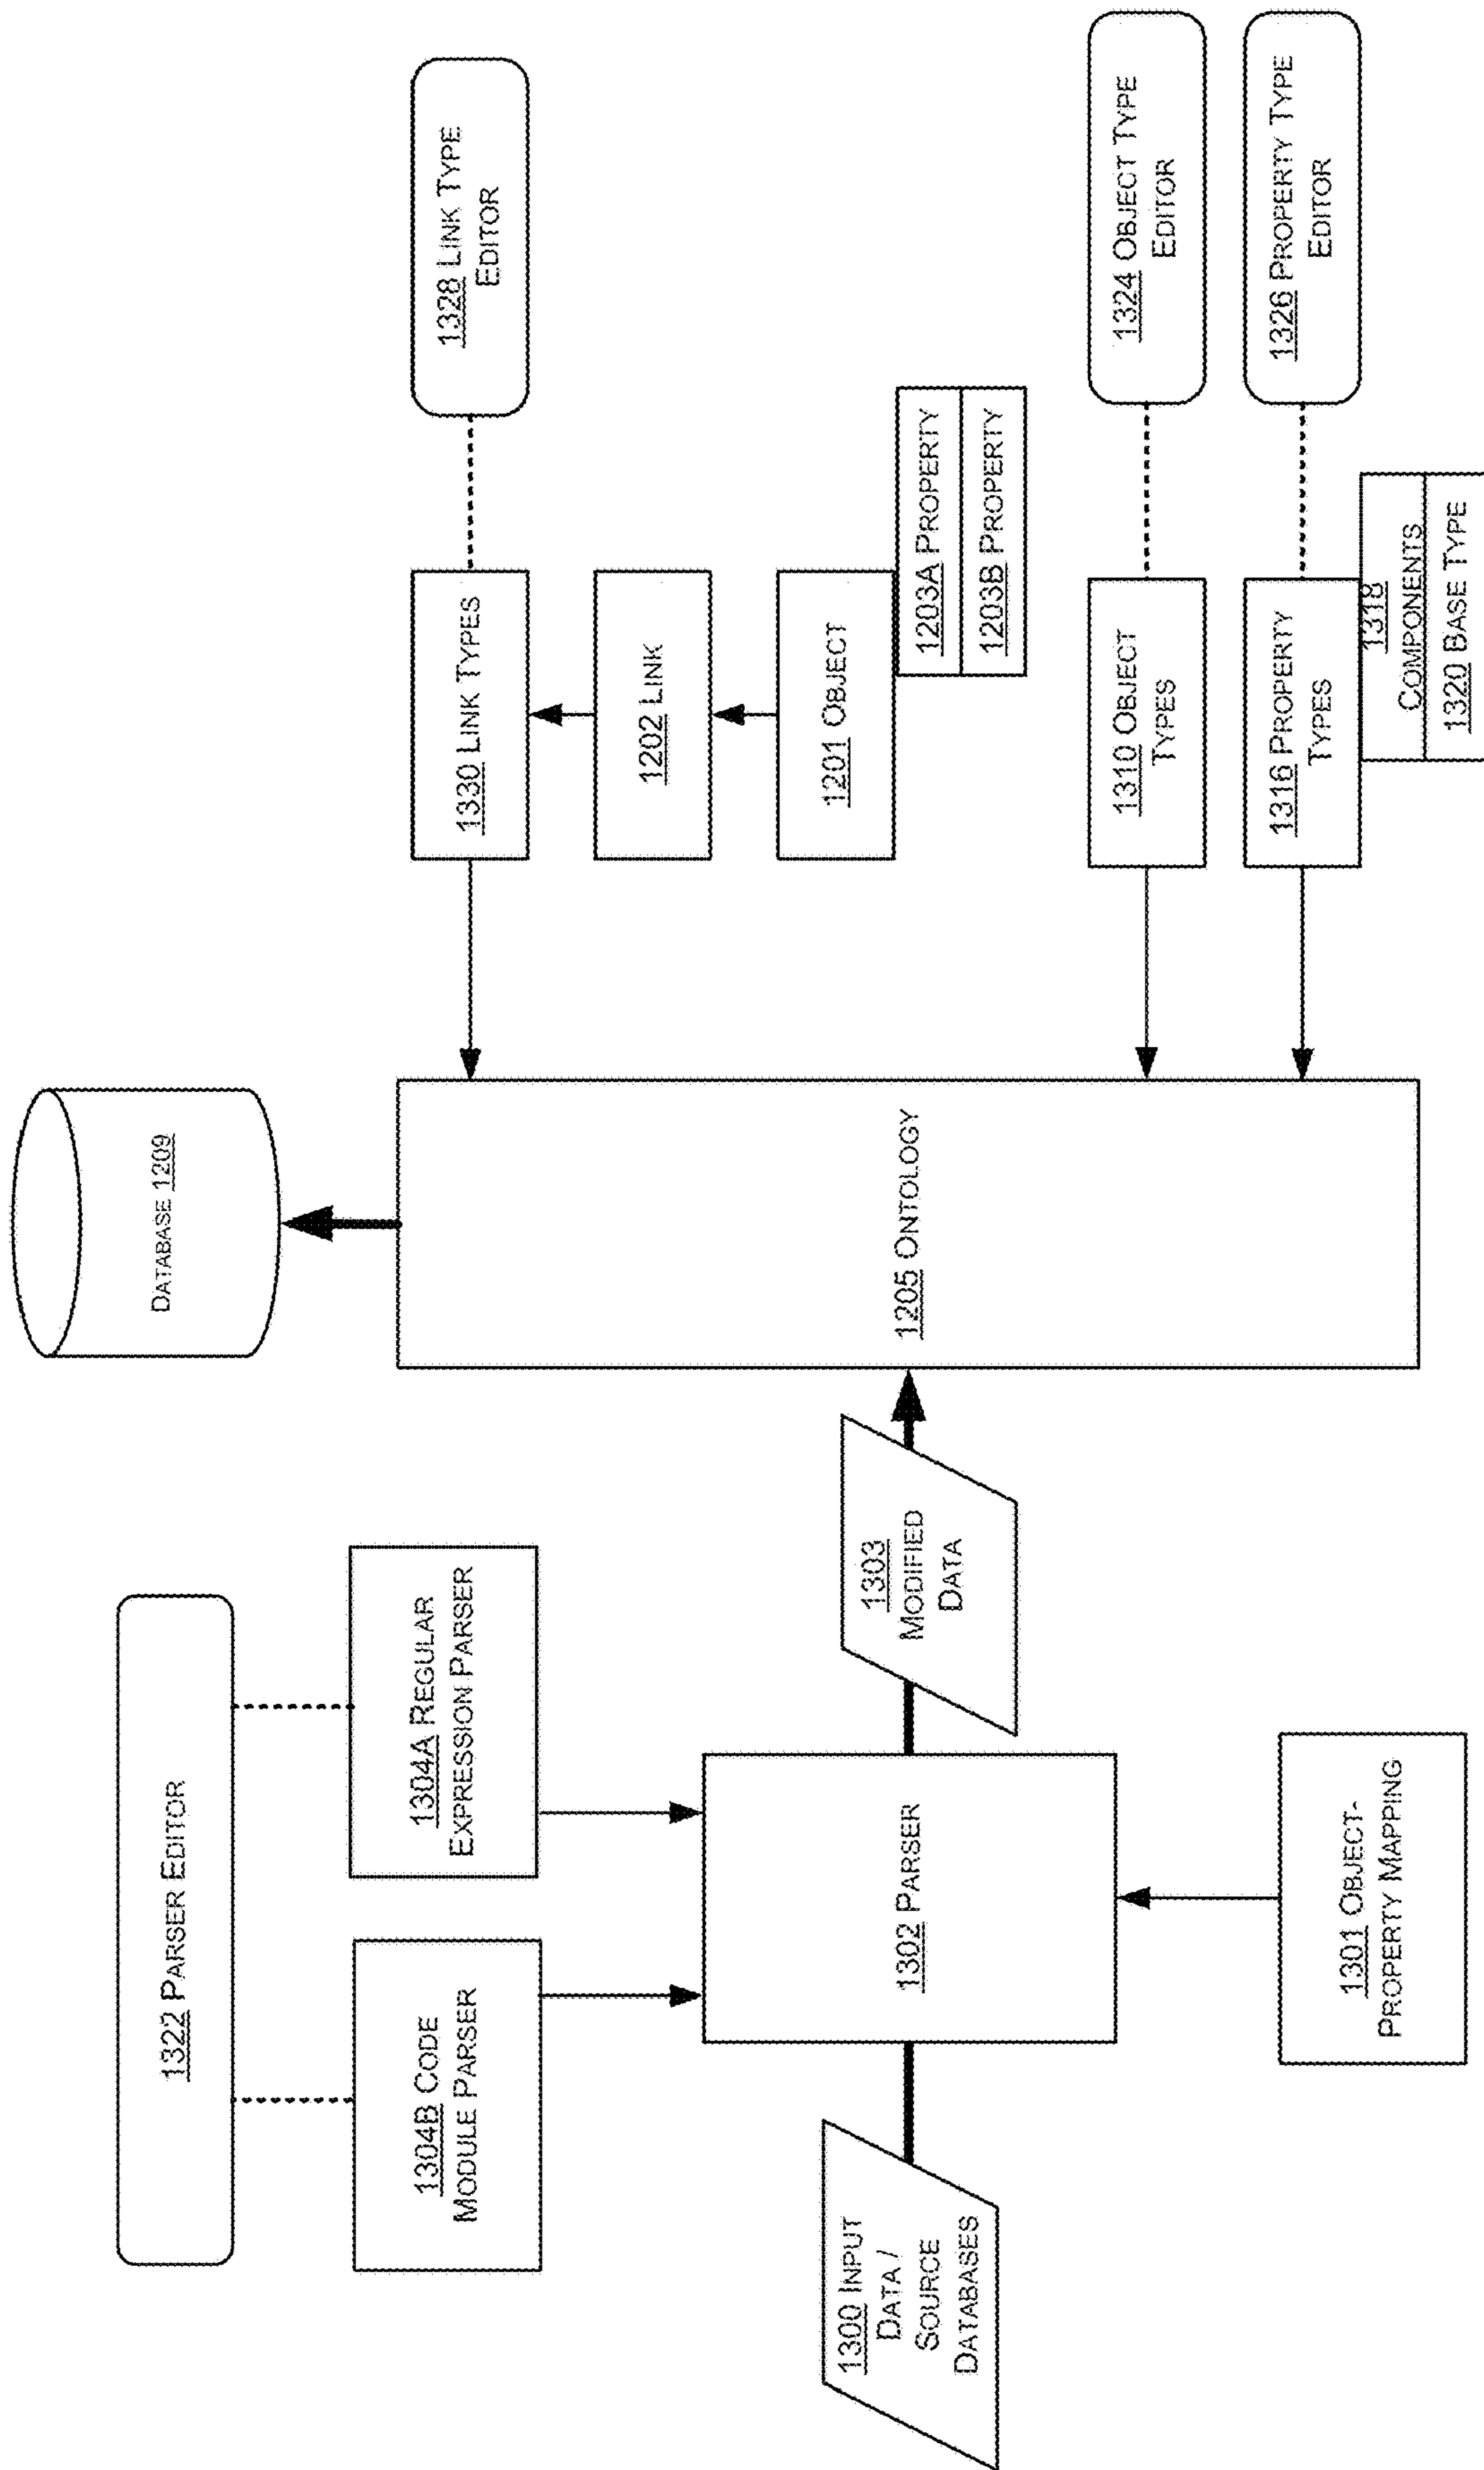 1322 PARSER EDITOR
1304B CODE
MODULE PARSER
1304A REGULAR
EXPRESSION PARSER
1300 INPUT
DATA /
SOURCE
DATABASES
1302 PARSER
1303
MODIFIED
DATA
1301 OBJECT-
PROPERTY MAPPING
DATABASE 1209
1205 ONTOLOGY
1330 LINK TYPES
1328 LINK TYPE
EDITOR
1202 LINK
1201 OBJECT
1203A PROPERTY
1203B PROPERTY
1310 OBJECT
TYPES
1324 OBJECT TYPE
EDITOR
1316 PROPERTY
TYPES
1326 PROPERTY TYPE
EDITOR
1318
COMPONENTS
1320 BASE TYPE